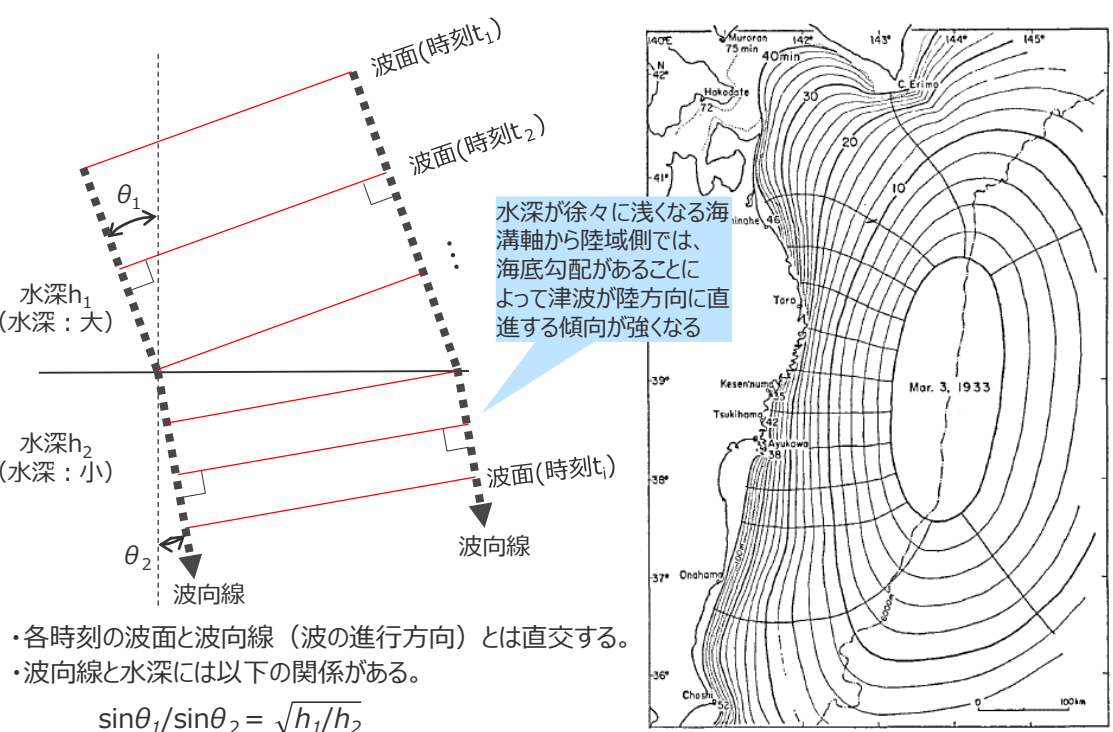 波面(時刻t₁)
波面(時刻t₂)
θ₁
水深h₁
（水深：大）
水深が徐々に浅くなる海
溝軸から陸域側では、
海底勾配があることに
よって津波が陸方向に直
進する傾向が強くなる
水深h₂
（水深：小）
波面(時刻tᵢ)
θ₂
波向線
波向線
・各時刻の波面と波向線（波の進行方向）とは直交する。
・波向線と水深には以下の関係がある。
sinθ₁/sinθ₂ = √h₁/h₂
140°E
Muroran
75 min
142°
143°
144°
145°
40min
N
42°
C. Erimo
Hakodate
72
30
20
10
41°
46
Taro
39°
Kesen'numa
35
Mar. 3, 1933
Tsukihama
42
Ayukawa
38
38°
Onahama
37°
36°
Choshi
52
0
100km